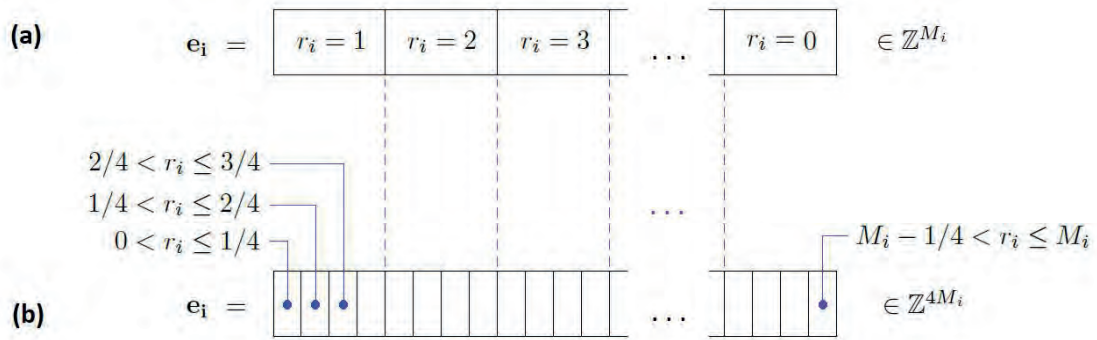 (a) e_i = r_i = 1 r_i = 2 r_i = 3 ... r_i = 0 ∈ ℤ^{M_i}
2/4 < r_i ≤ 3/4
1/4 < r_i ≤ 2/4 ...
0 < r_i ≤ 1/4 M_i − 1/4 < r_i ≤ M_i
(b) e_i = ... ∈ ℤ^{4M_i}